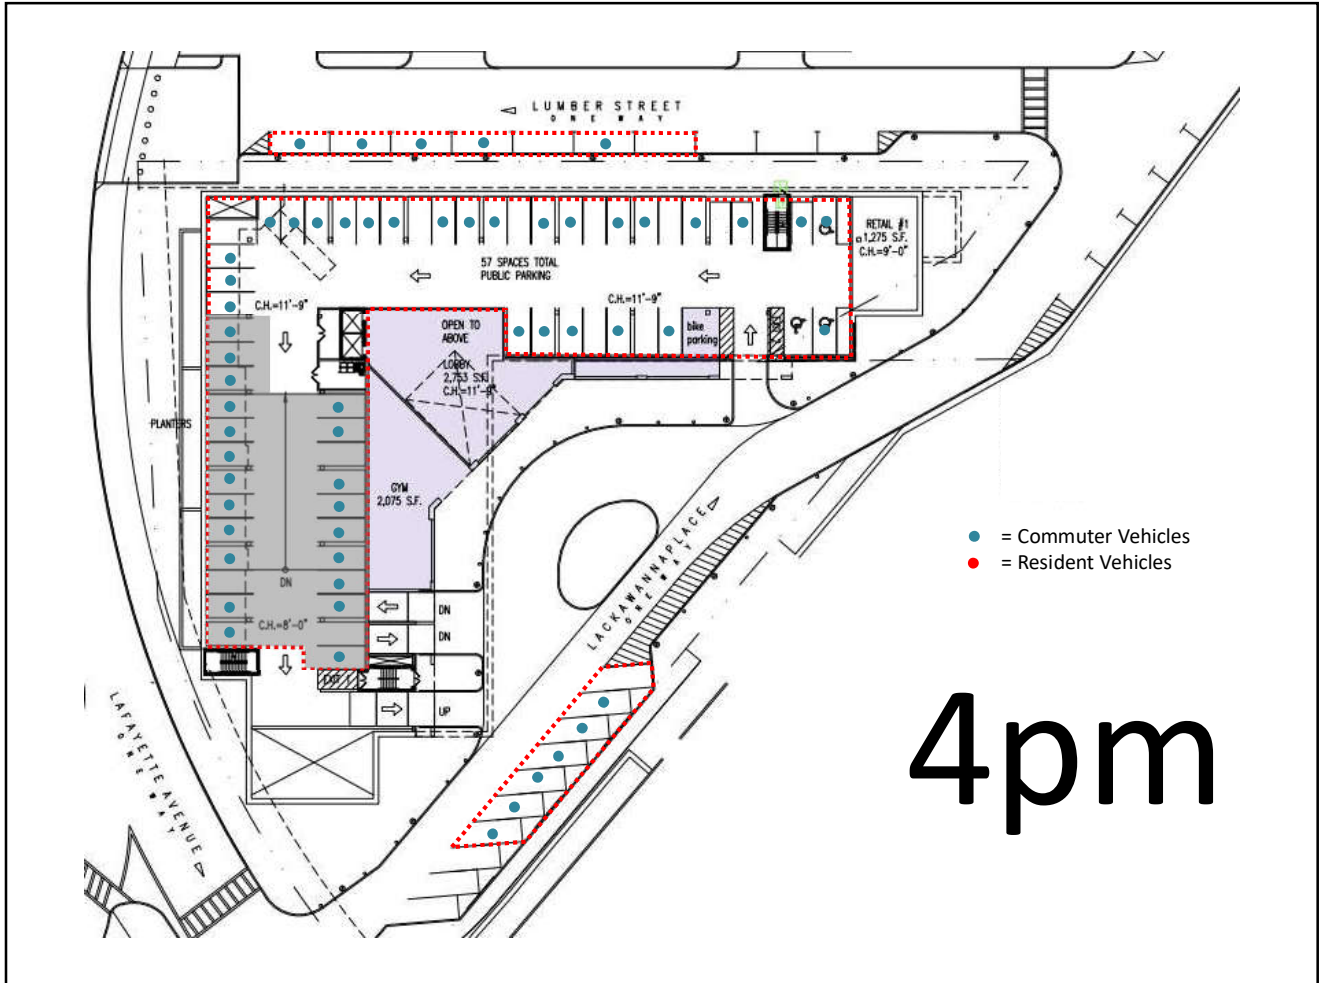 LUMBER STREET
ONE WAY
RETAIL #1
1,275 S.F.
C.H.=9'-0"
57 SPACES TOTAL
PUBLIC PARKING
C.H.=11'-9"
C.H.=11'-9"
OPEN TO
ABOVE
bike
parking
LOBBY
2,753 S.F.
C.H.=11'-9"
PLANTERS
GYM
2,075 S.F.
LACKAWANNA PLACE
ONE WAY
= Commuter Vehicles
= Resident Vehicles
DN
C.H.=8'-0"
DN
DN
UP
LAFAYETTE AVENUE
ONE WAY
4pm